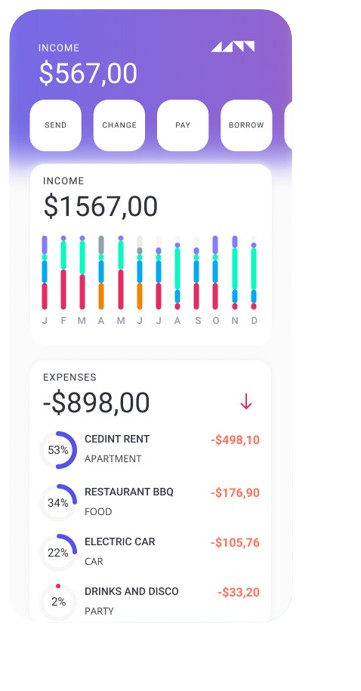 INCOME
$567,00
SEND CHANGE PAY BORROW
INCOME
$1567,00
J F M A M J J A S O N D
EXPENSES
-$898,00
53% CEDINT RENT -$498,10
APARTMENT
34% RESTAURANT BBQ -$176,90
FOOD
22% ELECTRIC CAR -$105,76
CAR
2% DRINKS AND DISCO -$33,20
PARTY